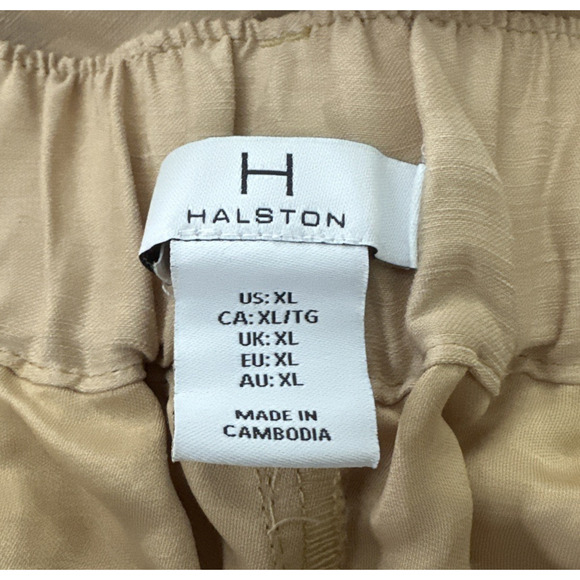 H
HALSTON
US: XL
CA: XL/TG
UK: XL
EU: XL
AU: XL
MADE IN
CAMBODIA